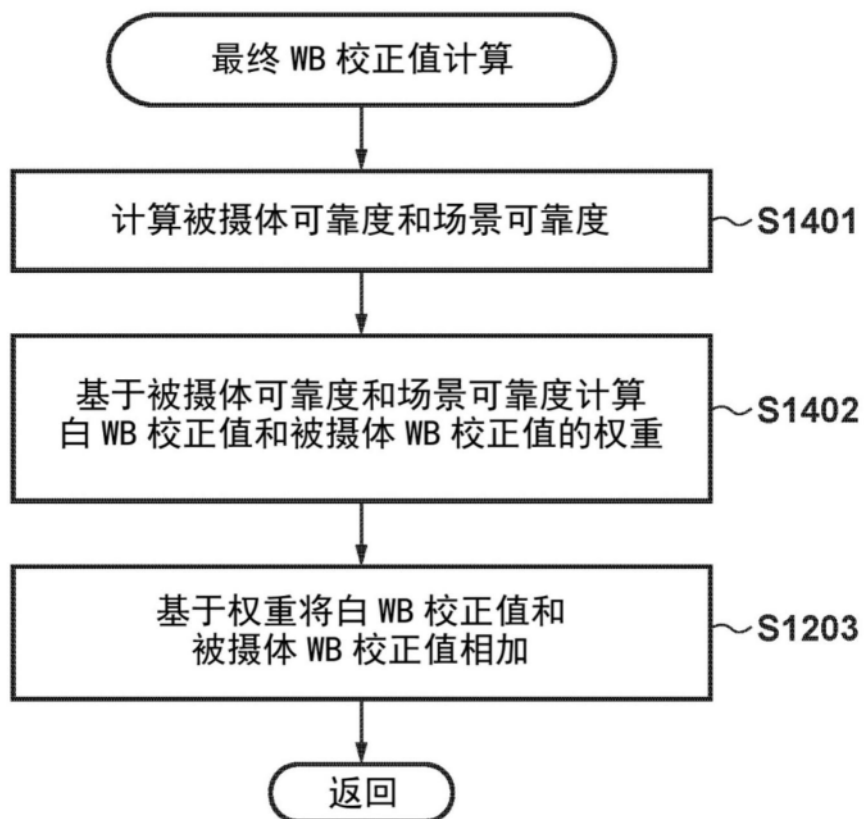 最终 WB 校正值计算
计算被摄体可靠度和场景可靠度
S1401
基于被摄体可靠度和场景可靠度计算
白 WB 校正值和被摄体 WB 校正值的权重
S1402
基于权重将白 WB 校正值和
被摄体 WB 校正值相加
S1203
返回